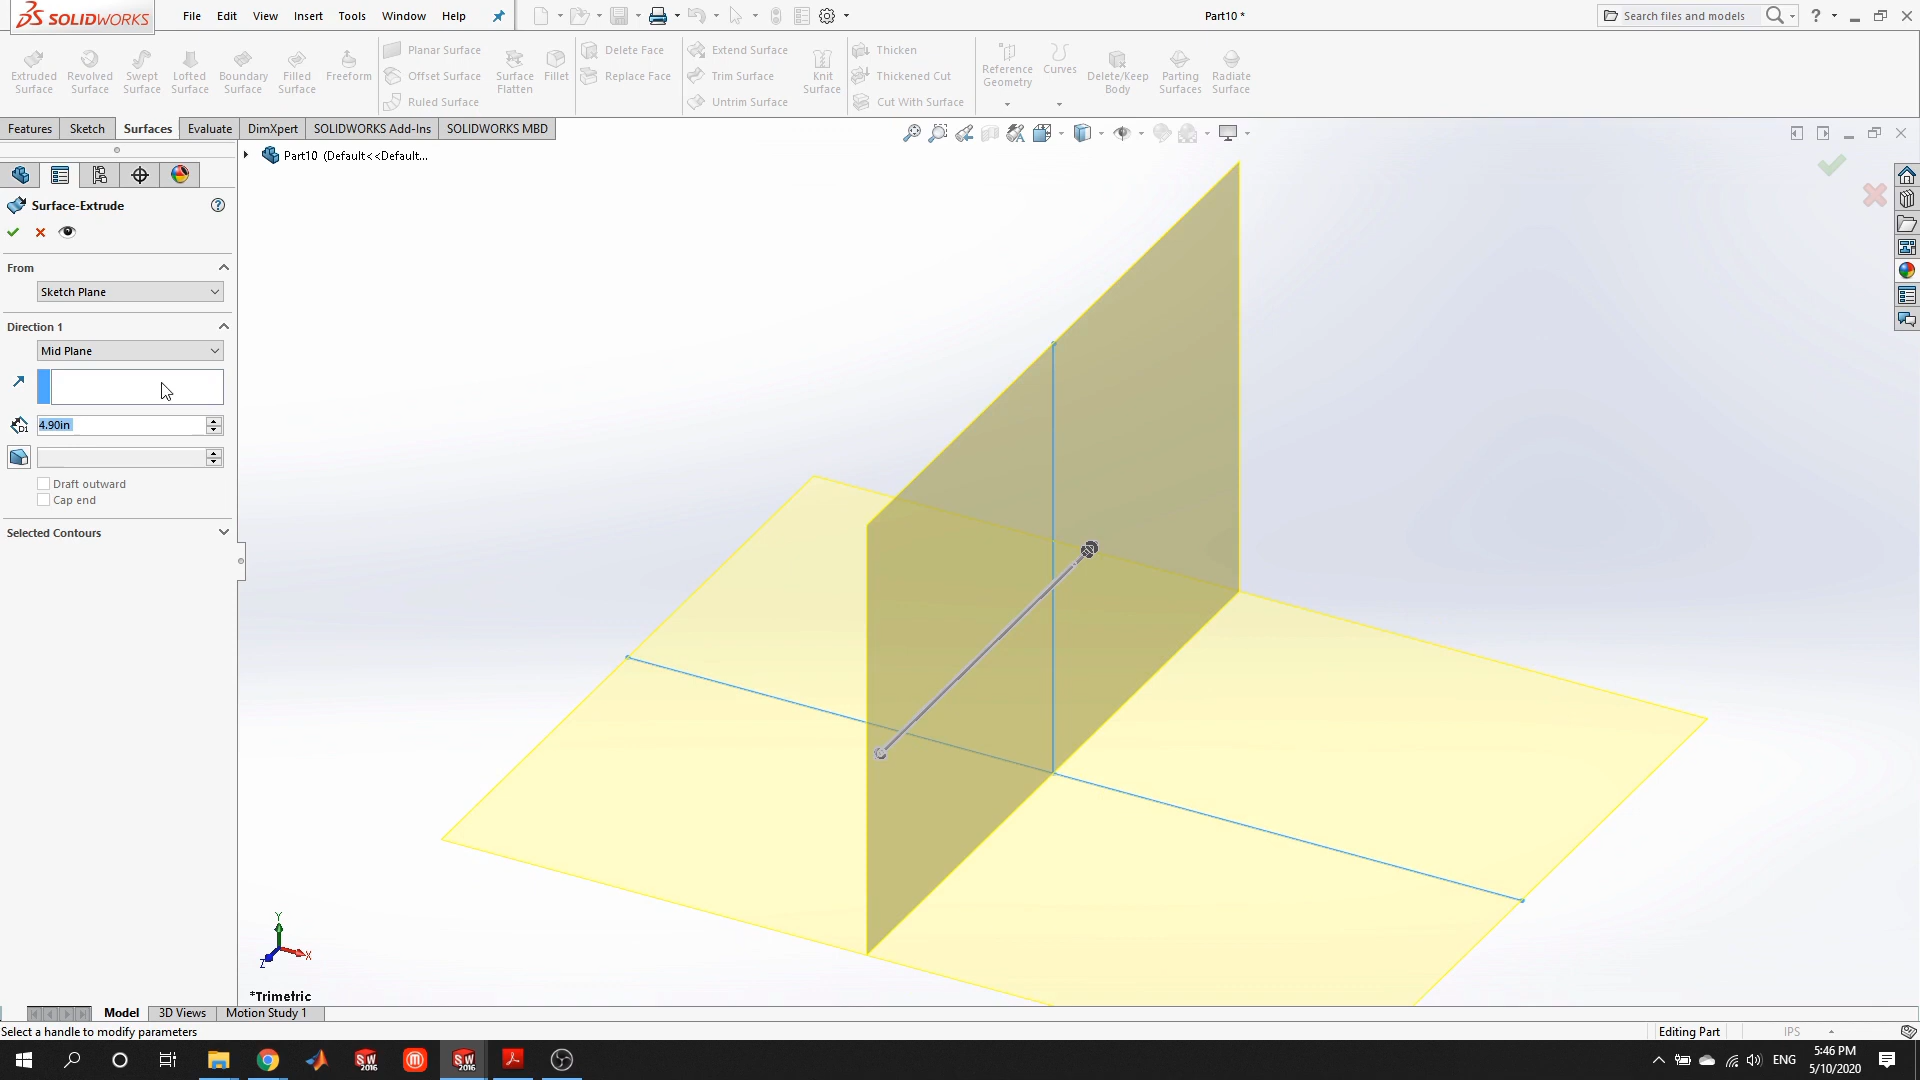 SOLIDWORKS
File Edit View Insert Tools Window Help
Part10 *
Search files and models
?
Extruded Surface
Revolved Surface
Swept Surface
Lofted Surface
Boundary Surface
Filled Surface
Freeform
Planar Surface
Offset Surface
Ruled Surface
Surface Flatten
Fillet
Delete Face
Replace Face
Extend Surface
Trim Surface
Untrim Surface
Knit Surface
Thicken
Thickened Cut
Cut With Surface
Reference Geometry
Curves
Delete/Keep Body
Parting Surfaces
Radiate Surface
Features Sketch Surfaces Evaluate DimXpert SOLIDWORKS Add-Ins SOLIDWORKS MBD
Part10 (Default<<Default...
Surface-Extrude
?
From
Sketch Plane
Direction 1
Mid Plane
D1
4.90in
Draft outward
Cap end
Selected Contours
Y
X
Z
*Trimetric
Model 3D Views Motion Study 1
Select a handle to modify parameters
Editing Part
IPS
SW 2016
m
SW 2016
ENG
5:46 PM
5/10/2020